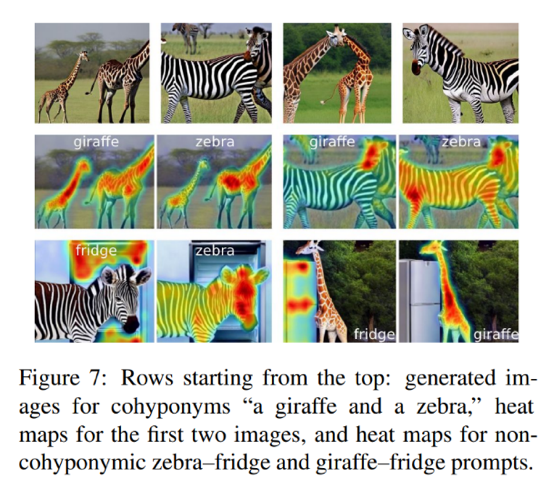 giraffe zebra giraffe zebra
fridge zebra fridge giraffe
Figure 7: Rows starting from the top: generated im-
ages for cohyponyms “a giraffe and a zebra,” heat
maps for the first two images, and heat maps for non-
cohyponymic zebra–fridge and giraffe–fridge prompts.